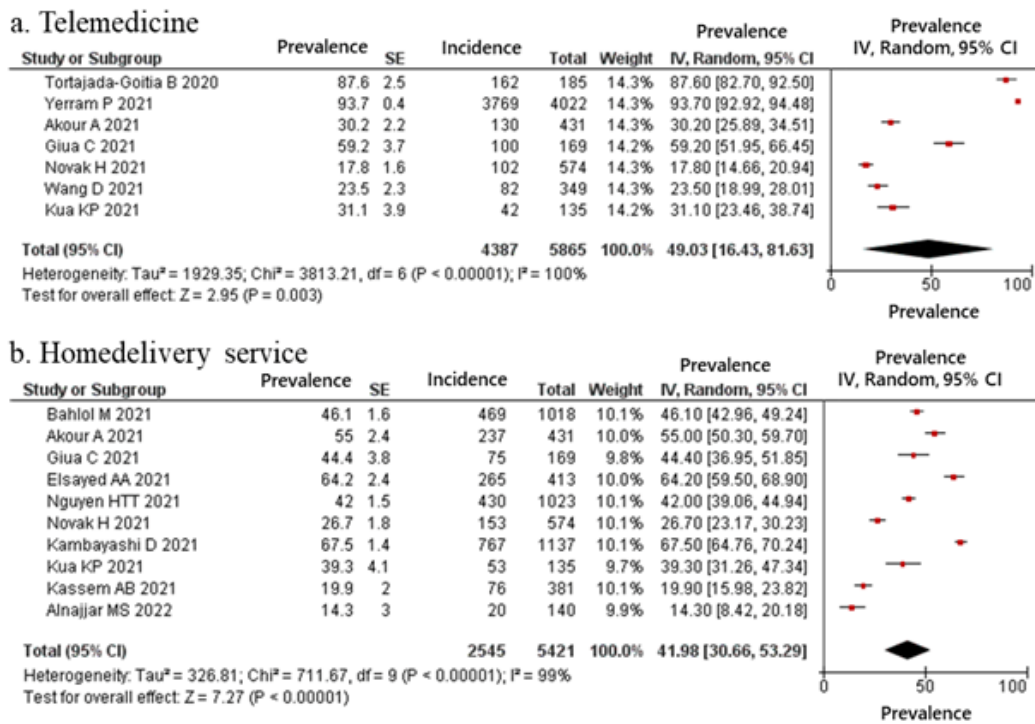 a. Telemedicine
Prevalence
Prevalence Incidence
Study or Subgroup SE Total Weight IV, Random, 95% CI IV, Random, 95% CI
Tortajada-Goitia B 2020 87.6 2.5 162 185 14.3% 87.60 [82.70, 92.50]
Yerram P 2021 93.7 0.4 3769 4022 14.3% 93.70 [92.92, 94.48]
Akour A 2021 30.2 2.2 130 431 14.3% 30.20 [25.89, 34.51]
Giua C 2021 59.2 3.7 100 169 14.2% 59.20 [51.95, 66.45]
Novak H 2021 17.8 1.6 102 574 14.3% 17.80 [14.66, 20.94]
Wang D 2021 23.5 2.3 82 349 14.3% 23.50 [18.99, 28.01]
Kua KP 2021 31.1 3.9 42 135 14.2% 31.10 [23.46, 38.74]
Total (95% CI) 4387 5865 100.0% 49.03 [16.43, 81.63]
Heterogeneity: Tau² = 1929.35; Chi² = 3813.21, df = 6 (P < 0.00001); I² = 100%
Test for overall effect: Z = 2.95 (P = 0.003)
0 50 100
Prevalence
b. Homedelivery service
Prevalence Prevalence
Prevalence Incidence
Study or Subgroup SE Total Weight IV, Random, 95% CI IV, Random, 95% CI
Bahlol M 2021 46.1 1.6 469 1018 10.1% 46.10 [42.96, 49.24]
Akour A 2021 55 2.4 237 431 10.0% 55.00 [50.30, 59.70]
Giua C 2021 44.4 3.8 75 169 9.8% 44.40 [36.95, 51.85]
Elsayed AA 2021 64.2 2.4 265 413 10.0% 64.20 [59.50, 68.90]
Nguyen HTT 2021 42 1.5 430 1023 10.1% 42.00 [39.06, 44.94]
Novak H 2021 26.7 1.8 153 574 10.1% 26.70 [23.17, 30.23]
Kambayashi D 2021 67.5 1.4 767 1137 10.1% 67.50 [64.76, 70.24]
Kua KP 2021 39.3 4.1 53 135 9.7% 39.30 [31.26, 47.34]
Kassem AB 2021 19.9 2 76 381 10.1% 19.90 [15.98, 23.82]
Alnajjar MS 2022 14.3 3 20 140 9.9% 14.30 [8.42, 20.18]
Total (95% CI) 2545 5421 100.0% 41.98 [30.66, 53.29]
Heterogeneity: Tau² = 326.81; Chi² = 711.67, df = 9 (P < 0.00001); I² = 99%
Test for overall effect: Z = 7.27 (P < 0.00001)
0 50 100
Prevalence